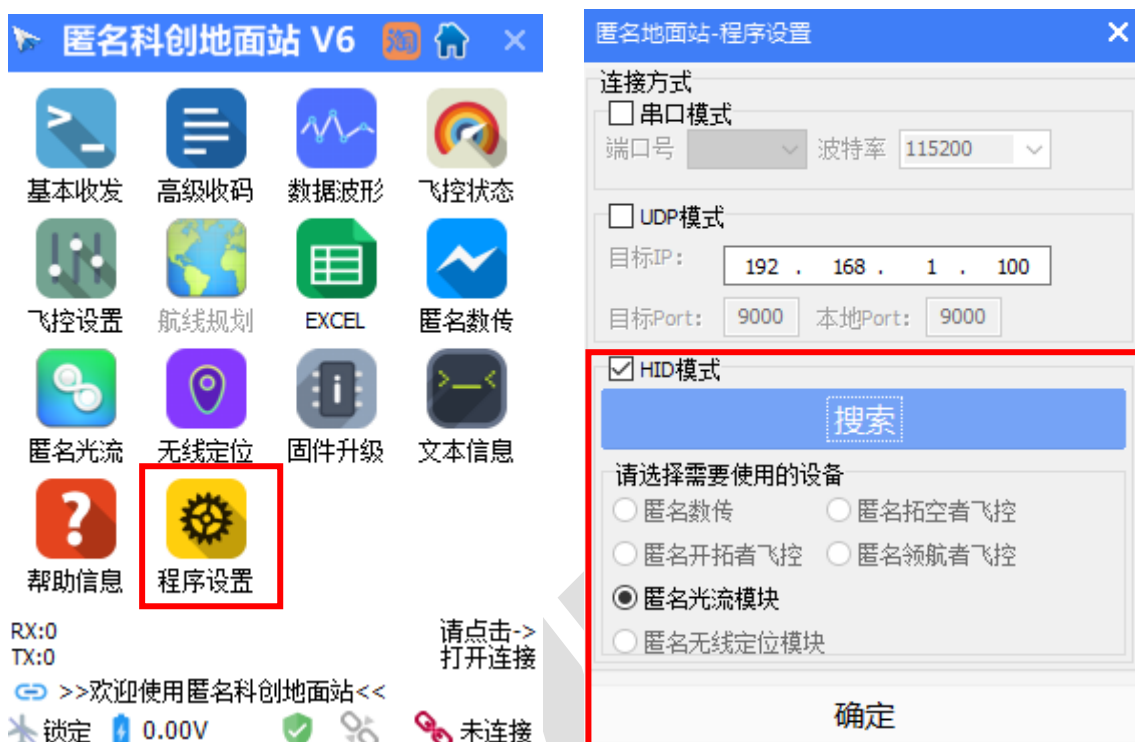 匿名科创地面站 V6 淘
基本收发 高级收码 数据波形 飞控状态
飞控设置 航线规划 EXCEL 匿名数传
匿名光流 无线定位 固件升级 文本信息
帮助信息 程序设置
RX:0 请点击->
TX:0 打开连接
>>欢迎使用匿名科创地面站<<
锁定 0.00V 未连接
匿名地面站-程序设置
连接方式
串口模式
端口号 波特率 115200
UDP模式
目标IP: 192 . 168 . 1 . 100
目标Port: 9000 本地Port: 9000
HID模式
搜索
请选择需要使用的设备
匿名数传 匿名拓空者飞控
匿名开拓者飞控 匿名领航者飞控
匿名光流模块
匿名无线定位模块
确定